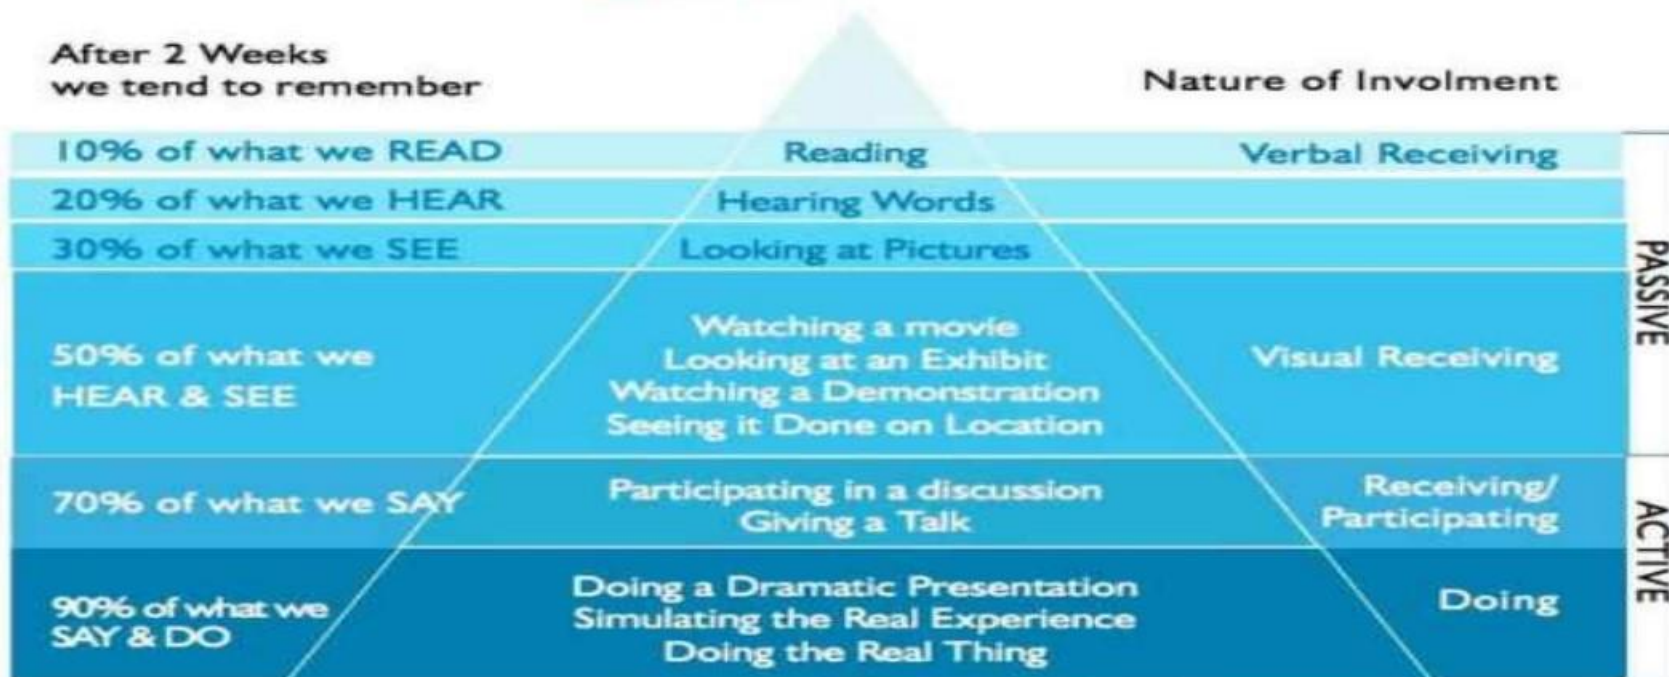 After 2 Weeks
we tend to remember
Nature of Involment
10% of what we READ
Reading
Verbal Receiving
20% of what we HEAR
Hearing Words
30% of what we SEE
Looking at Pictures
50% of what we
HEAR & SEE
Watching a movie
Looking at an Exhibit
Watching a Demonstration
Seeing it Done on Location
Visual Receiving
PASSIVE
70% of what we SAY
Participating in a discussion
Giving a Talk
Receiving/
Participating
90% of what we
SAY & DO
Doing a Dramatic Presentation
Simulating the Real Experience
Doing the Real Thing
Doing
ACTIVE